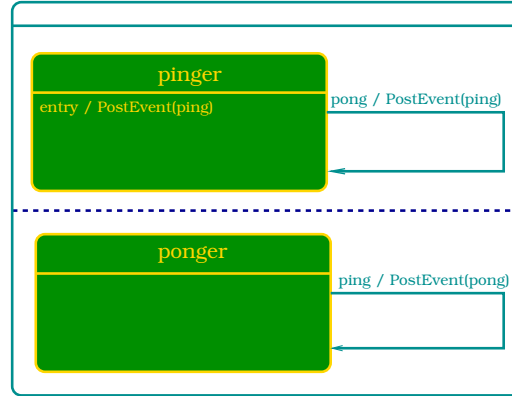 pinger
entry / PostEvent(ping)
pong / PostEvent(ping)
ponger
ping / PostEvent(pong)